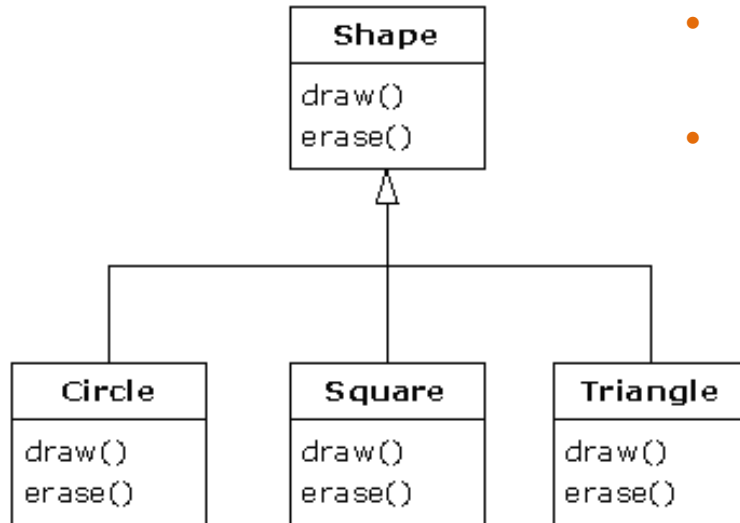 Shape
draw()
erase()
Circle
draw()
erase()
Square
draw()
erase()
Triangle
draw()
erase()